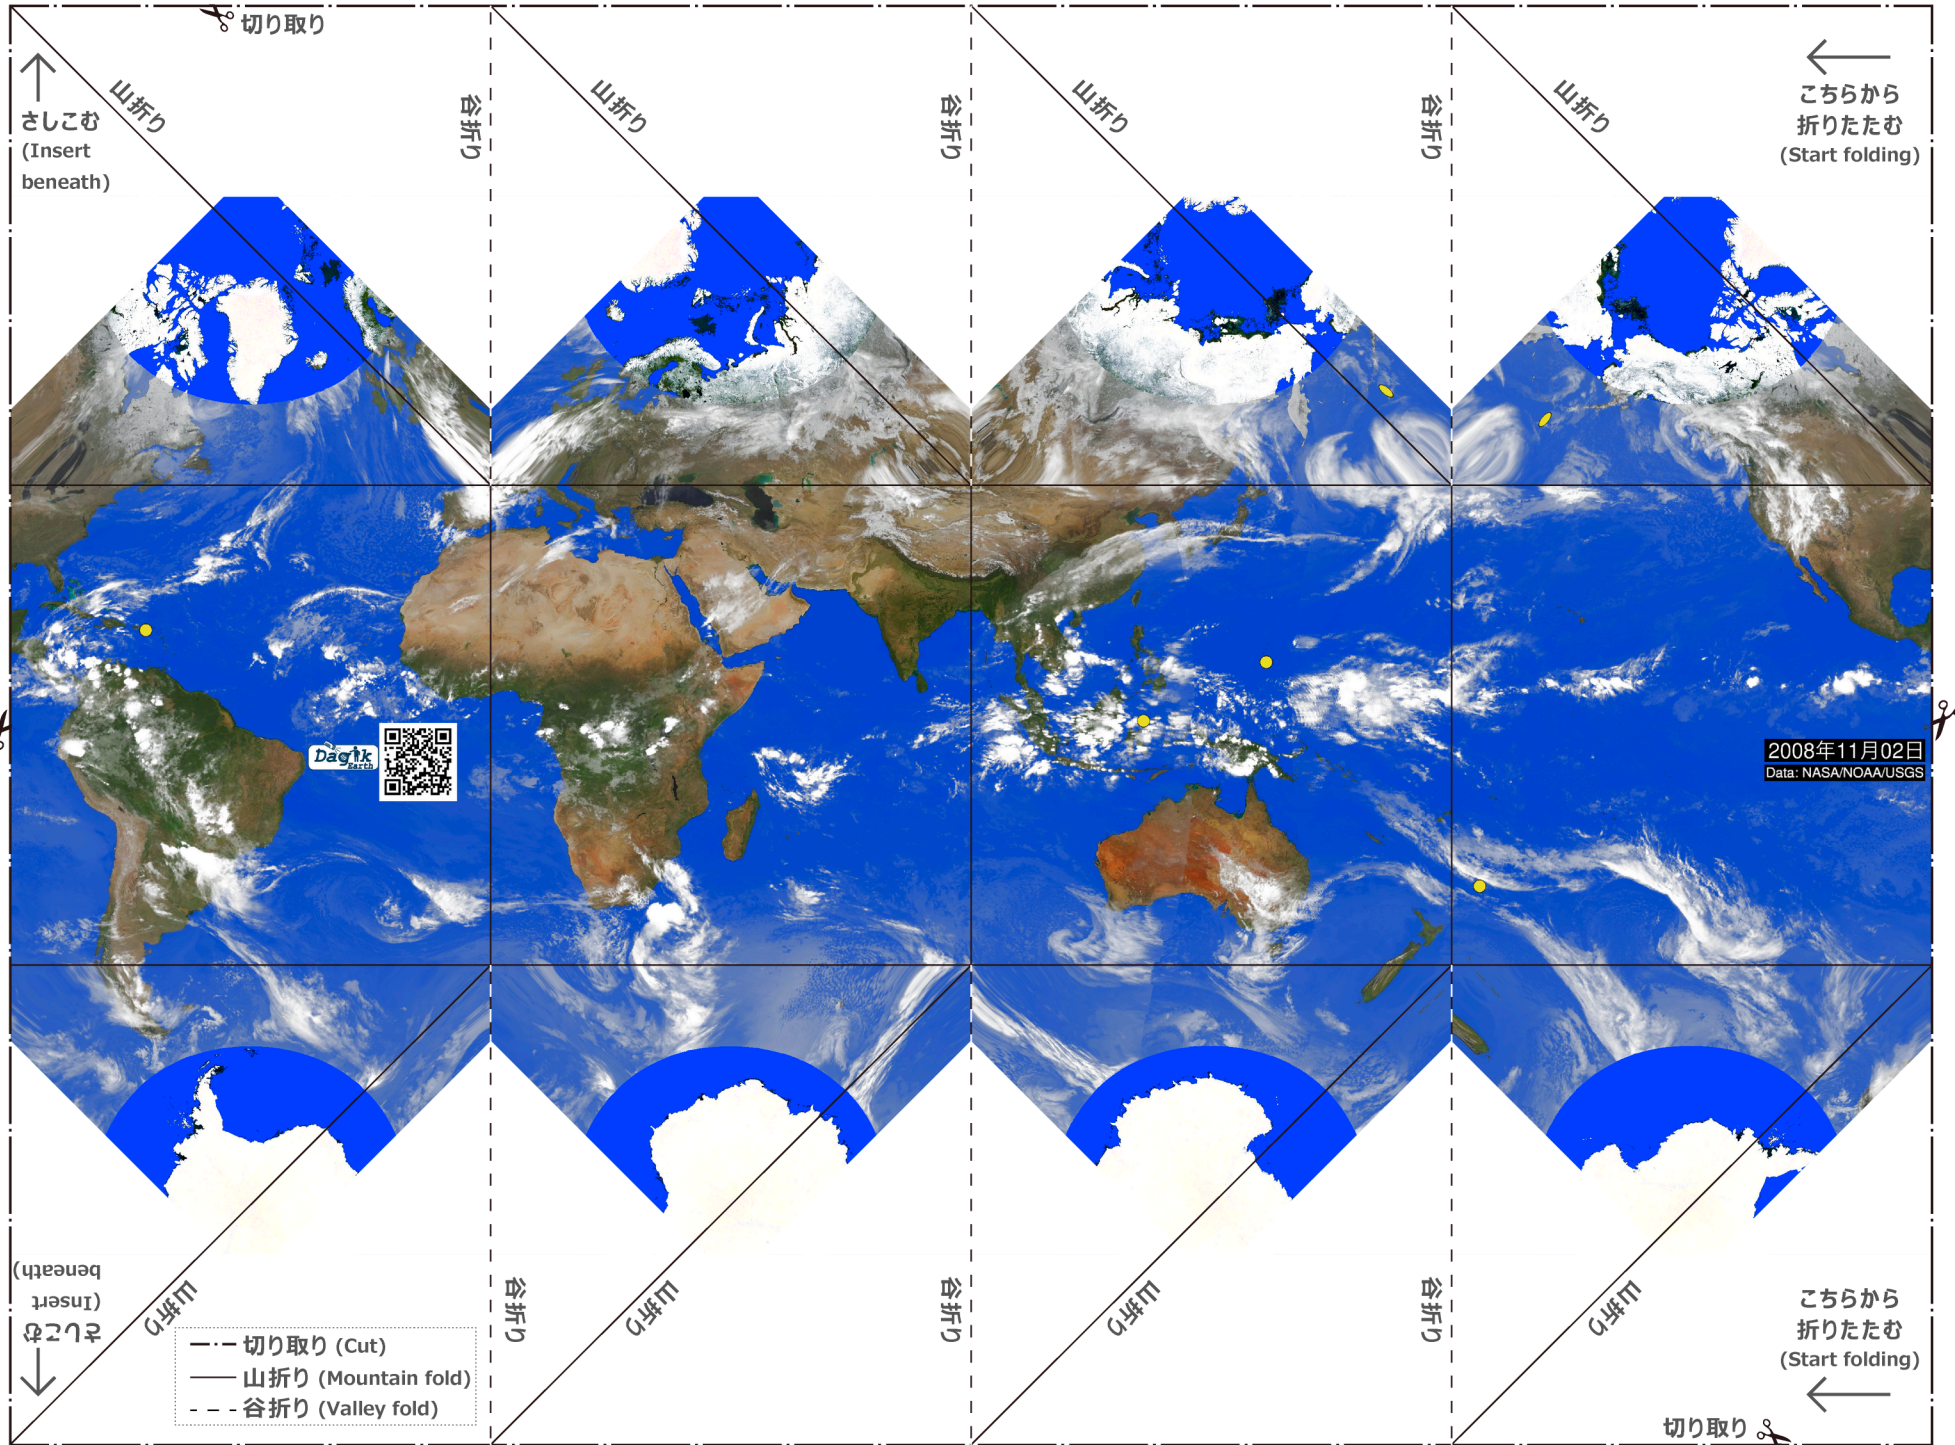 切り取り
さしこむ
(Insert
beneath)
山折り
谷折り
山折り
谷折り
山折り
谷折り
山折り
こちらから
折りたたむ
(Start folding)
Dagik
Earth
2008年11月02日
Data: NASA/NOAA/USGS
さしこむ
(Insert
beneath)
山折り
谷折り
山折り
谷折り
山折り
谷折り
山折り
こちらから
折りたたむ
(Start folding)
切り取り (Cut)
山折り (Mountain fold)
谷折り (Valley fold)
切り取り